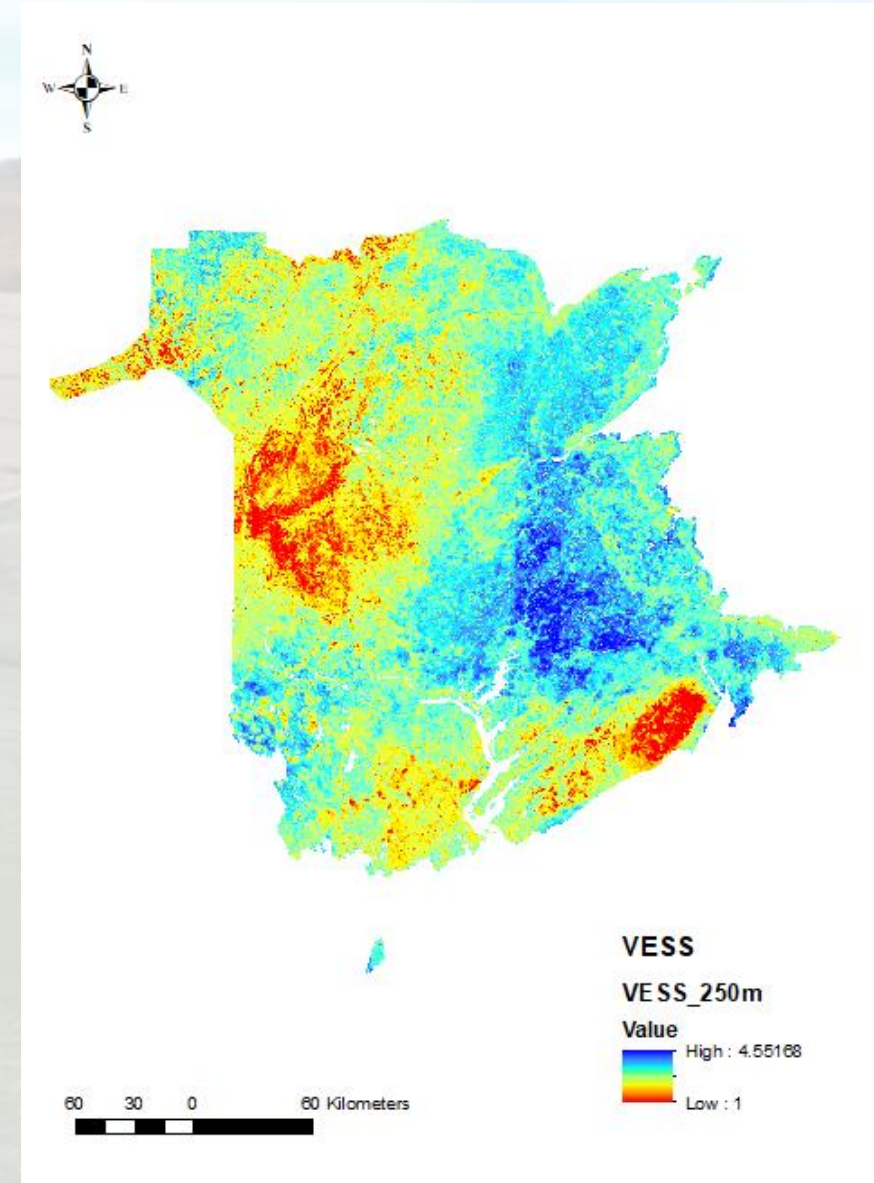 N
W E
S
VESS
VESS_250m
Value
High : 4.55168
Low : 1
60 30 0 60 Kilometers